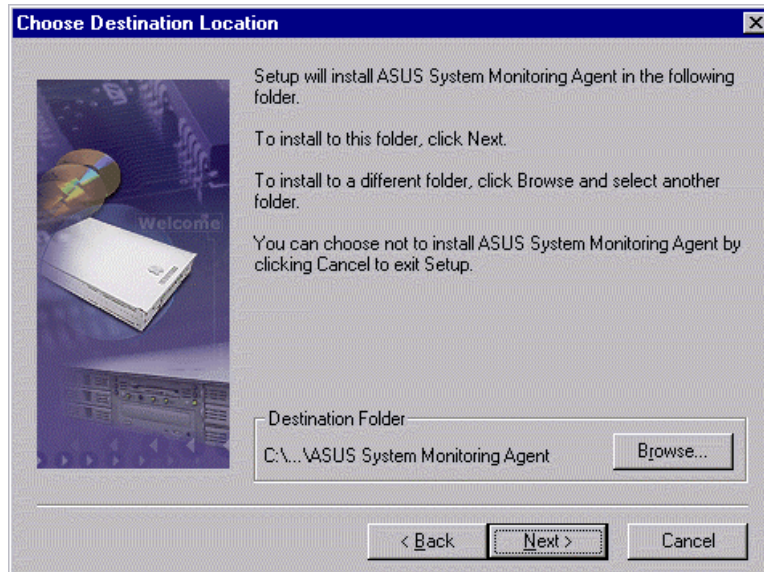 Choose Destination Location
Setup will install ASUS System Monitoring Agent in the following
folder.
To install to this folder, click Next.
To install to a different folder, click Browse and select another
folder.
You can choose not to install ASUS System Monitoring Agent by
clicking Cancel to exit Setup.
Welcome
Destination Folder
C:\...\ASUS System Monitoring Agent
Browse...
< Back
Next >
Cancel